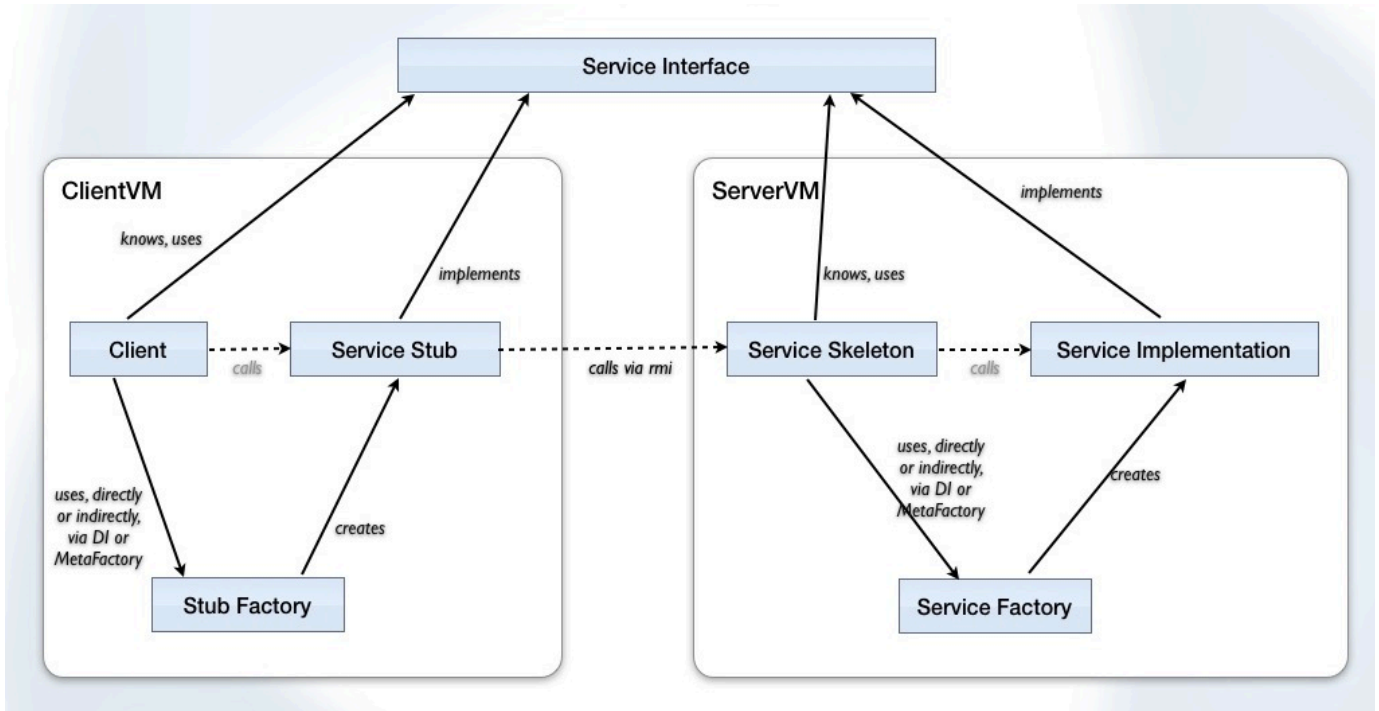 Service Interface
ClientVM
ServerVM
knows, uses
implements
knows, uses
implements
Client
calls
Service Stub
calls via rmi
Service Skeleton
calls
Service Implementation
uses, directly
or indirectly,
via DI or
MetaFactory
creates
uses, directly
or indirectly,
via DI or
MetaFactory
creates
Stub Factory
Service Factory